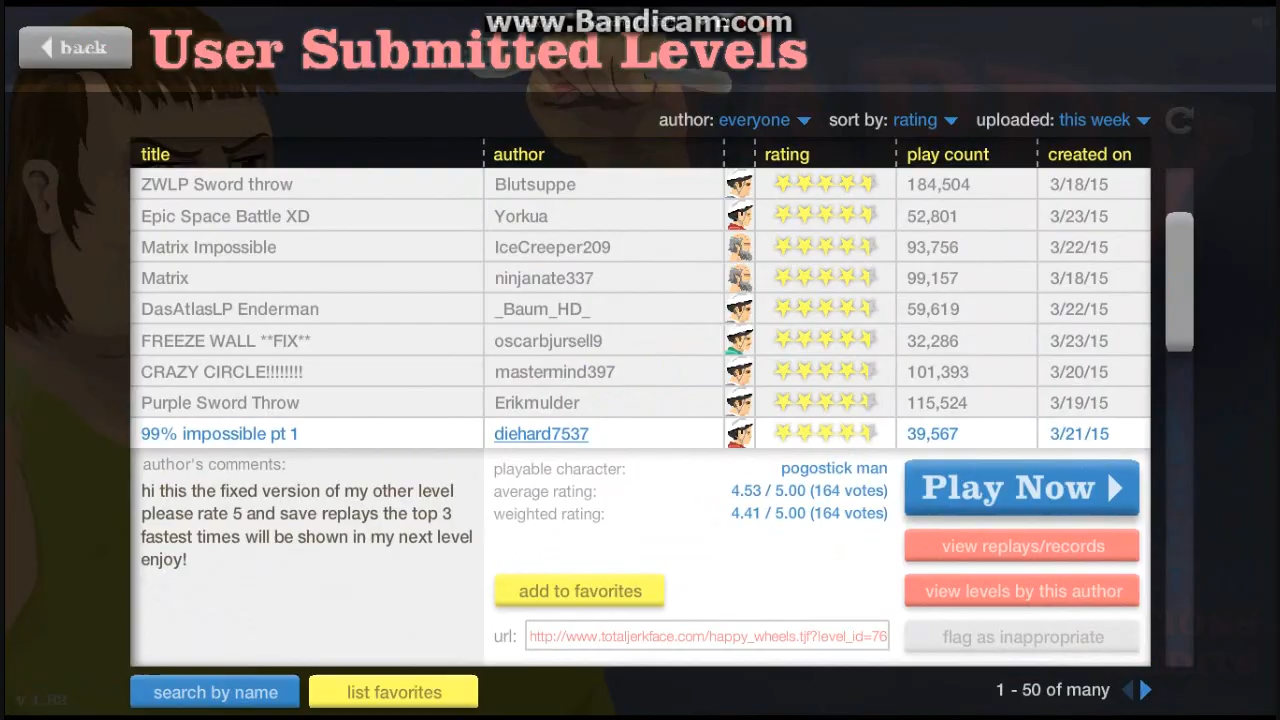 www.Bandicam.com
back
User Submitted Levels
author: everyone sort by: rating uploaded: this week
title author rating play count created on
ZWLP Sword throw Blutsuppe 184,504 3/18/15
Epic Space Battle XD Yorkua 52,801 3/23/15
Matrix Impossible IceCreeper209 93,756 3/22/15
Matrix ninjanate337 99,157 3/18/15
DasAtlasLP Enderman _Baum_HD_ 59,619 3/22/15
FREEZE WALL **FIX** oscarbjursell9 32,286 3/23/15
CRAZY CIRCLE!!!!!!!! mastermind397 101,393 3/20/15
Purple Sword Throw Erikmulder 115,524 3/19/15
99% impossible pt 1 diehard7537 39,567 3/21/15
author's comments:
hi this the fixed version of my other level
please rate 5 and save replays the top 3
fastest times will be shown in my next level
enjoy!
playable character: pogostick man
average rating: 4.53 / 5.00 (164 votes)
weighted rating: 4.41 / 5.00 (164 votes)
add to favorites
url: http://www.totaljerkface.com/happy_wheels.tjf?level_id=76
Play Now
view replays/records
view levels by this author
flag as inappropriate
search by name list favorites 1 - 50 of many